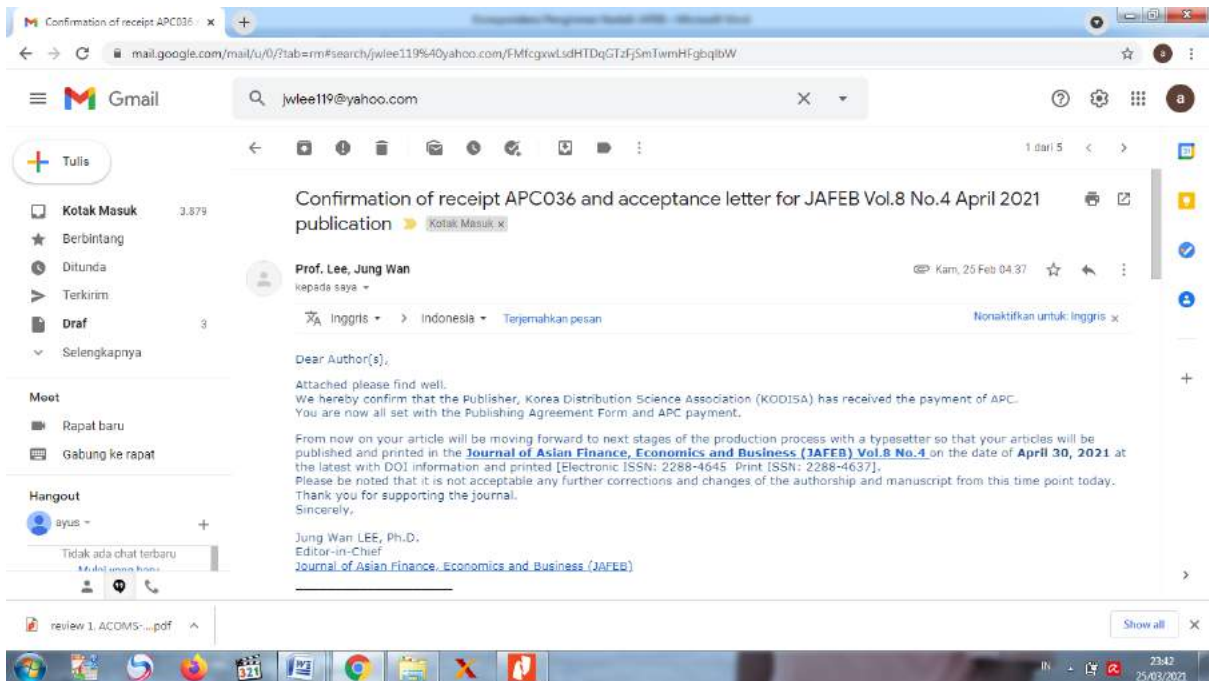 Confirmation of receipt APC036
mail.google.com/mail/u/0/?tab=rm#search/jwlee119%40yahoo.com/FMfcgxwLsdHTDqGTzFjSmTwmHFgbqlbW
Gmail
jwlee119@yahoo.com
Tulis
1 dari 5
Kotak Masuk 3.879
Berbintang
Ditunda
Terkirim
Draf 3
Selengkapnya
Meet
Rapat baru
Gabung ke rapat
Hangout
ayus
Tidak ada chat terbaru
Confirmation of receipt APC036 and acceptance letter for JAFEB Vol.8 No.4 April 2021
publication Kotak Masuk x
Prof. Lee, Jung Wan Kam, 25 Feb 04.37
kepada saya
Inggris > Indonesia Terjemahkan pesan Nonaktifkan untuk: Inggris x
Dear Author(s),
Attached please find well.
We hereby confirm that the Publisher, Korea Distribution Science Association (KODISA) has received the payment of APC.
You are now all set with the Publishing Agreement Form and APC payment.
From now on your article will be moving forward to next stages of the production process with a typesetter so that your articles will be
published and printed in the Journal of Asian Finance, Economics and Business (JAFEB) Vol.8 No.4 on the date of April 30, 2021 at
the latest with DOI information and printed [Electronic ISSN: 2288-4645 Print ISSN: 2288-4637].
Please be noted that it is not acceptable any further corrections and changes of the authorship and manuscript from this time point today.
Thank you for supporting the journal.
Sincerely,
Jung Wan LEE, Ph.D.
Editor-in-Chief
Journal of Asian Finance, Economics and Business (JAFEB)
review 1. ACOMS-....pdf
Show all
IN
23:42
25/03/2021